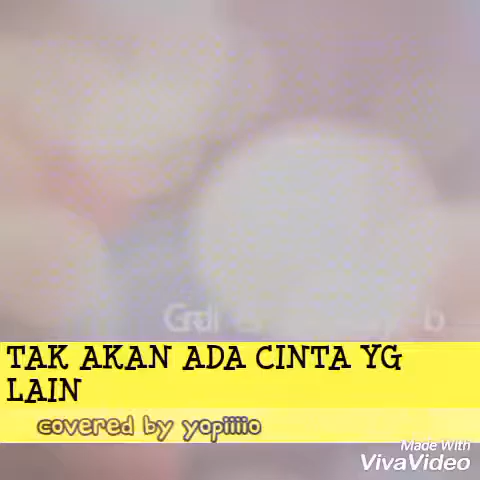 TAK AKAN ADA CINTA YG
LAIN
covered by yopiiiio
Made With
VivaVideo